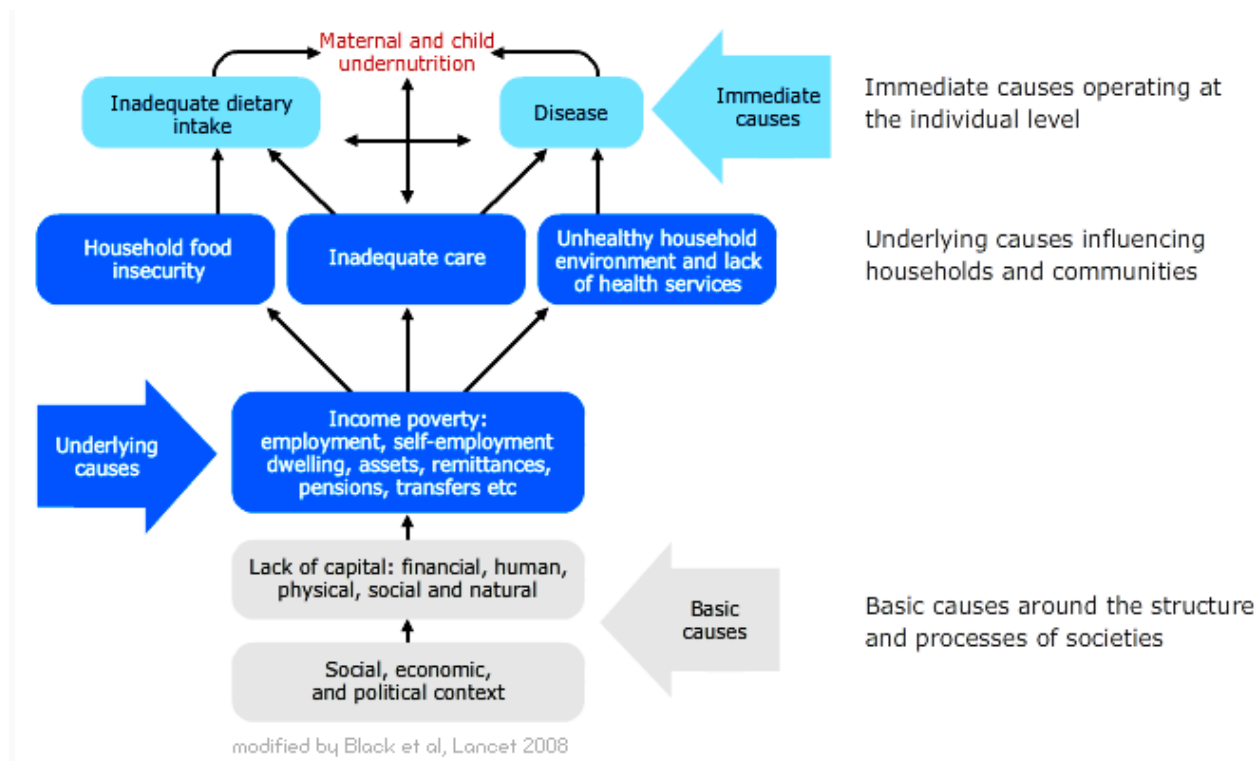 Maternal and child
undernutrition
Inadequate dietary
intake
Disease
Immediate
causes
Immediate causes operating at
the individual level
Household food
insecurity
Inadequate care
Unhealthy household
environment and lack
of health services
Underlying causes influencing
households and communities
Underlying
causes
Income poverty:
employment, self-employment
dwelling, assets, remittances,
pensions, transfers etc
Lack of capital: financial, human,
physical, social and natural
Basic
causes
Basic causes around the structure
and processes of societies
Social, economic,
and political context
modified by Black et al, Lancet 2008